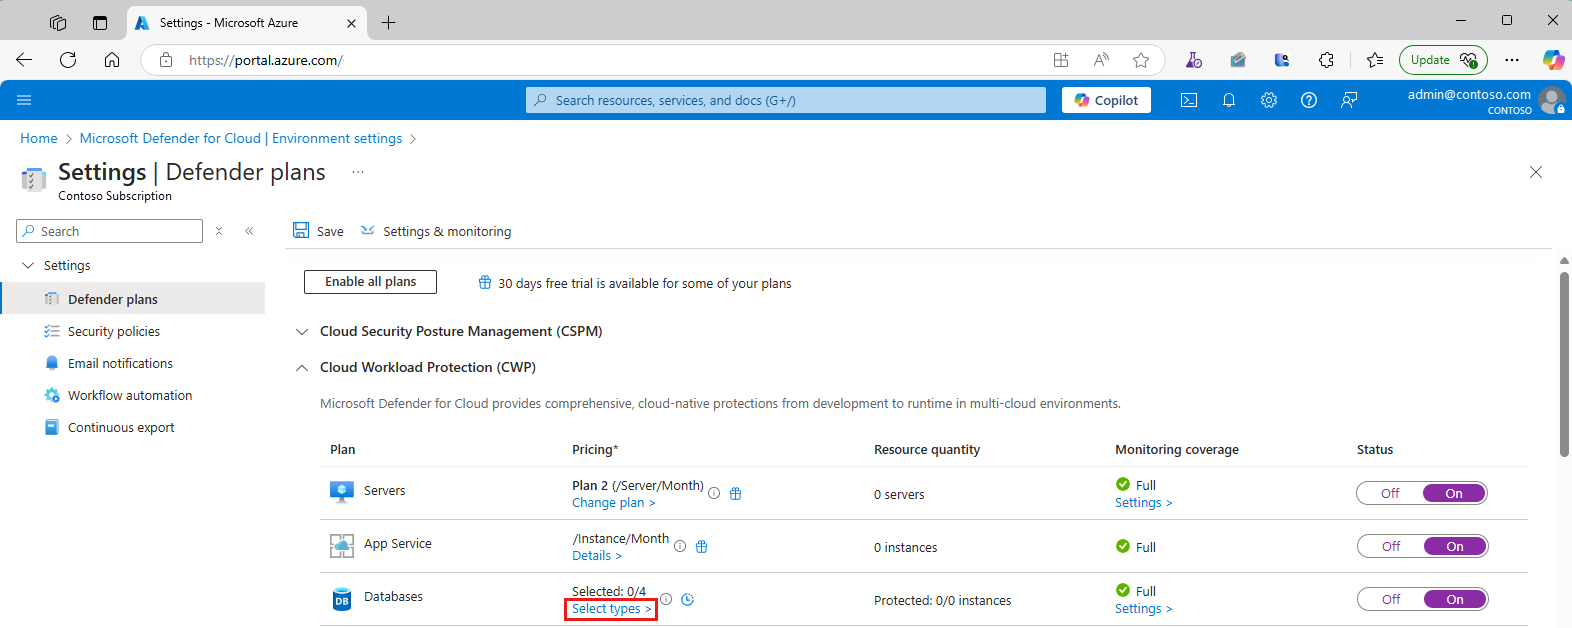 Settings - Microsoft Azure
https://portal.azure.com/
Update
Search resources, services, and docs (G+/)
Copilot
admin@contoso.com
CONTOSO
Home > Microsoft Defender for Cloud | Environment settings >
Settings | Defender plans ...
Contoso Subscription
Search
Save
Settings & monitoring
Settings
Defender plans
Security policies
Email notifications
Workflow automation
Continuous export
Enable all plans
30 days free trial is available for some of your plans
Cloud Security Posture Management (CSPM)
Cloud Workload Protection (CWP)
Microsoft Defender for Cloud provides comprehensive, cloud-native protections from development to runtime in multi-cloud environments.
Plan Pricing* Resource quantity Monitoring coverage Status
Servers
Plan 2 (/Server/Month)
Change plan >
0 servers
Full
Settings >
Off On
App Service
/Instance/Month
Details >
0 instances
Full
Off On
DB
Databases
Selected: 0/4
Select types >
Protected: 0/0 instances
Full
Settings >
Off On